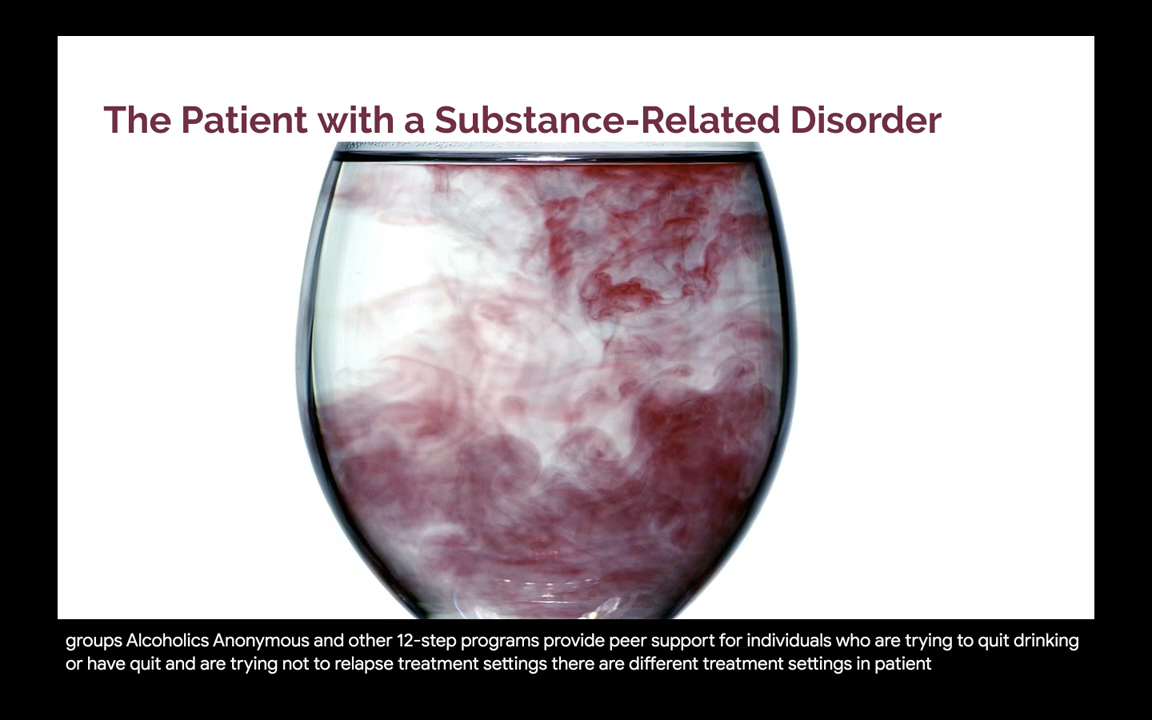 The Patient with a Substance-Related Disorder
groups Alcoholics Anonymous and other 12-step programs provide peer support for individuals who are trying to quit drinking
or have quit and are trying not to relapse treatment settings there are different treatment settings in patient